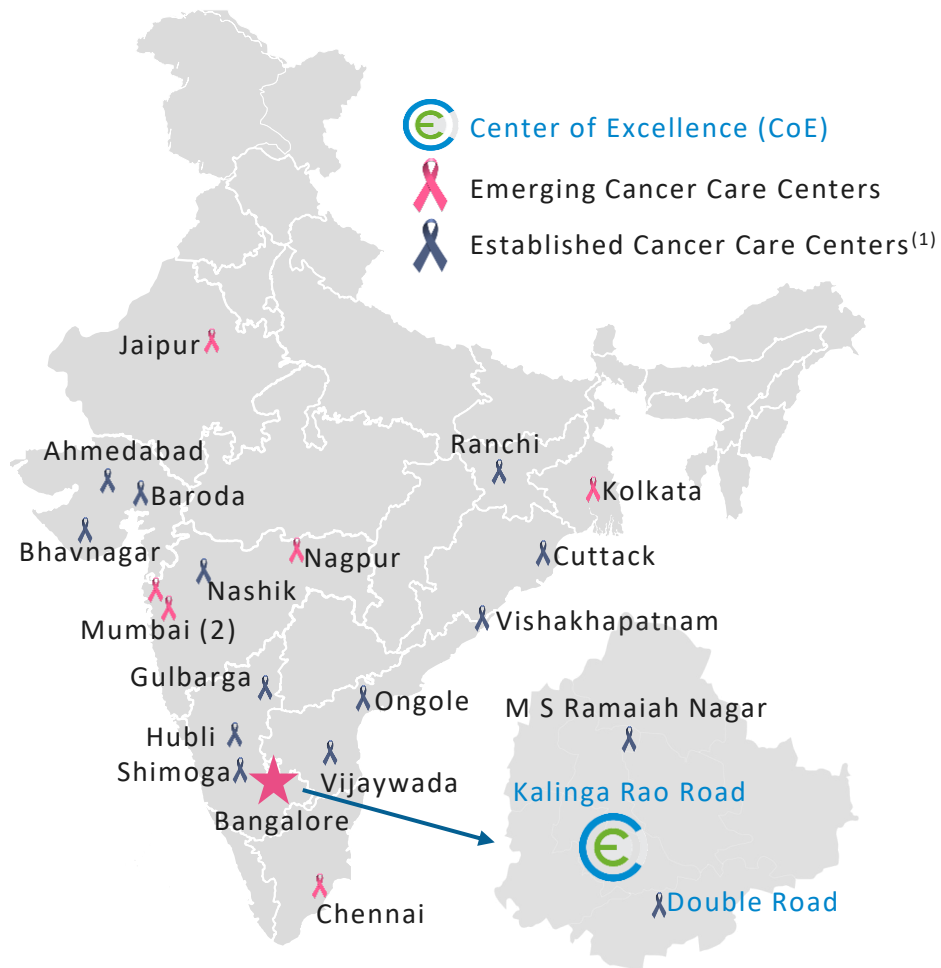 Center of Excellence (CoE)
Emerging Cancer Care Centers
Established Cancer Care Centers(1)
Jaipur
Ahmedabad
Baroda
Bhavnagar
Ranchi
Kolkata
Nagpur
Nashik
Cuttack
Mumbai (2)
Vishakhapatnam
Gulbarga
Ongole
Hubli
Shimoga
Vijaywada
Bangalore
Chennai
M S Ramaiah Nagar
Kalinga Rao Road
Double Road